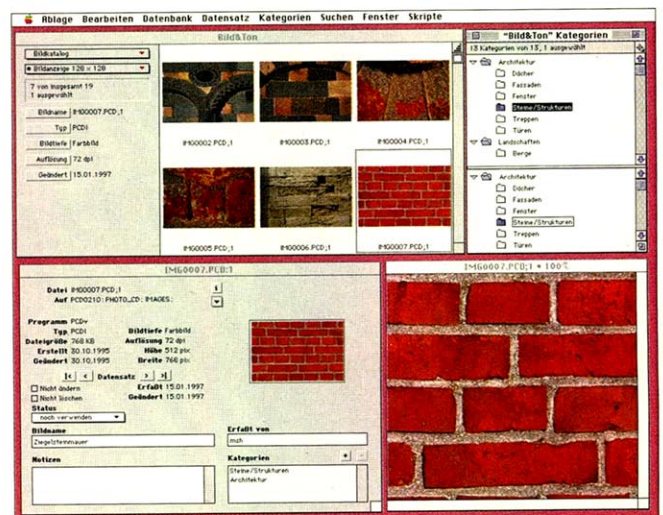 Ablage Bearbeiten Datenbank Datensatz Kategorien Suchen Fenster Skripte
Bild&Ton
Bildkatalog
Bildanzeige 128 × 128
7 von insgesamt 19
1 ausgewählt
Bildname IMG0007.PCD;1
Typ PCDI
Bildtiefe Farbbild
Auflösung 72 dpi
Geändert 15.01.1997
IMG0002.PCD;1
IMG0003.PCD;1
IMG0004.PCD;1
IMG0005.PCD;1
IMG0006.PCD;1
IMG0007.PCD;1
"Bild&Ton" Kategorien
13 Kategorien von 13, 1 ausgewählt
Architektur
Dächer
Fassaden
Fenster
Steine/Strukturen
Treppen
Türen
Landschaften
Berge
Architektur
Dächer
Fassaden
Fenster
Steine/Strukturen
Treppen
Türen
IMG0007.PCD;1
Datei IMG0007.PCD;1
Auf PCD0210: PHOTO_CD: IMAGES:
Programm PCDv
Typ PCDI
Dateigröße 768 KB
Erstellt 30.10.1995
Geändert 30.10.1995
Bildtiefe Farbbild
Auflösung 72 dpi
Höhe 512 pix
Breite 768 pix
Datensatz
Nicht ändern
Nicht löschen
Erfaßt 15.01.1997
Geändert 15.01.1997
Status
noch verwenden
Bildname
Ziegelsteinmauer
Erfaßt von
msh
Notizen
Kategorien
Steine/Strukturen
Architektur
IMG0007.PCD;1 • 100%